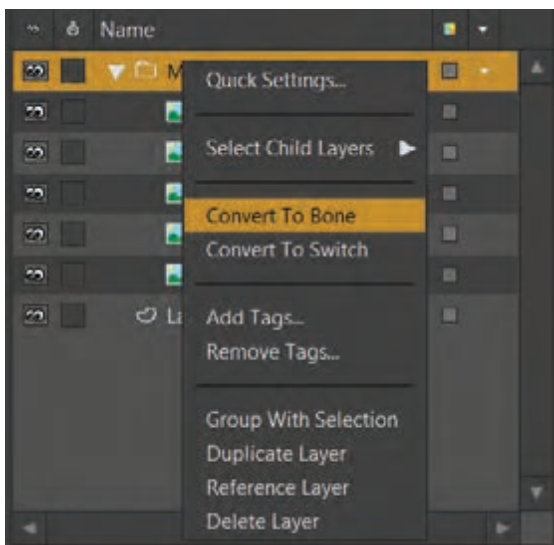 Name
M
Quick Settings...
Select Child Layers
Convert To Bone
Convert To Switch
La
Add Tags...
Remove Tags...
Group With Selection
Duplicate Layer
Reference Layer
Delete Layer